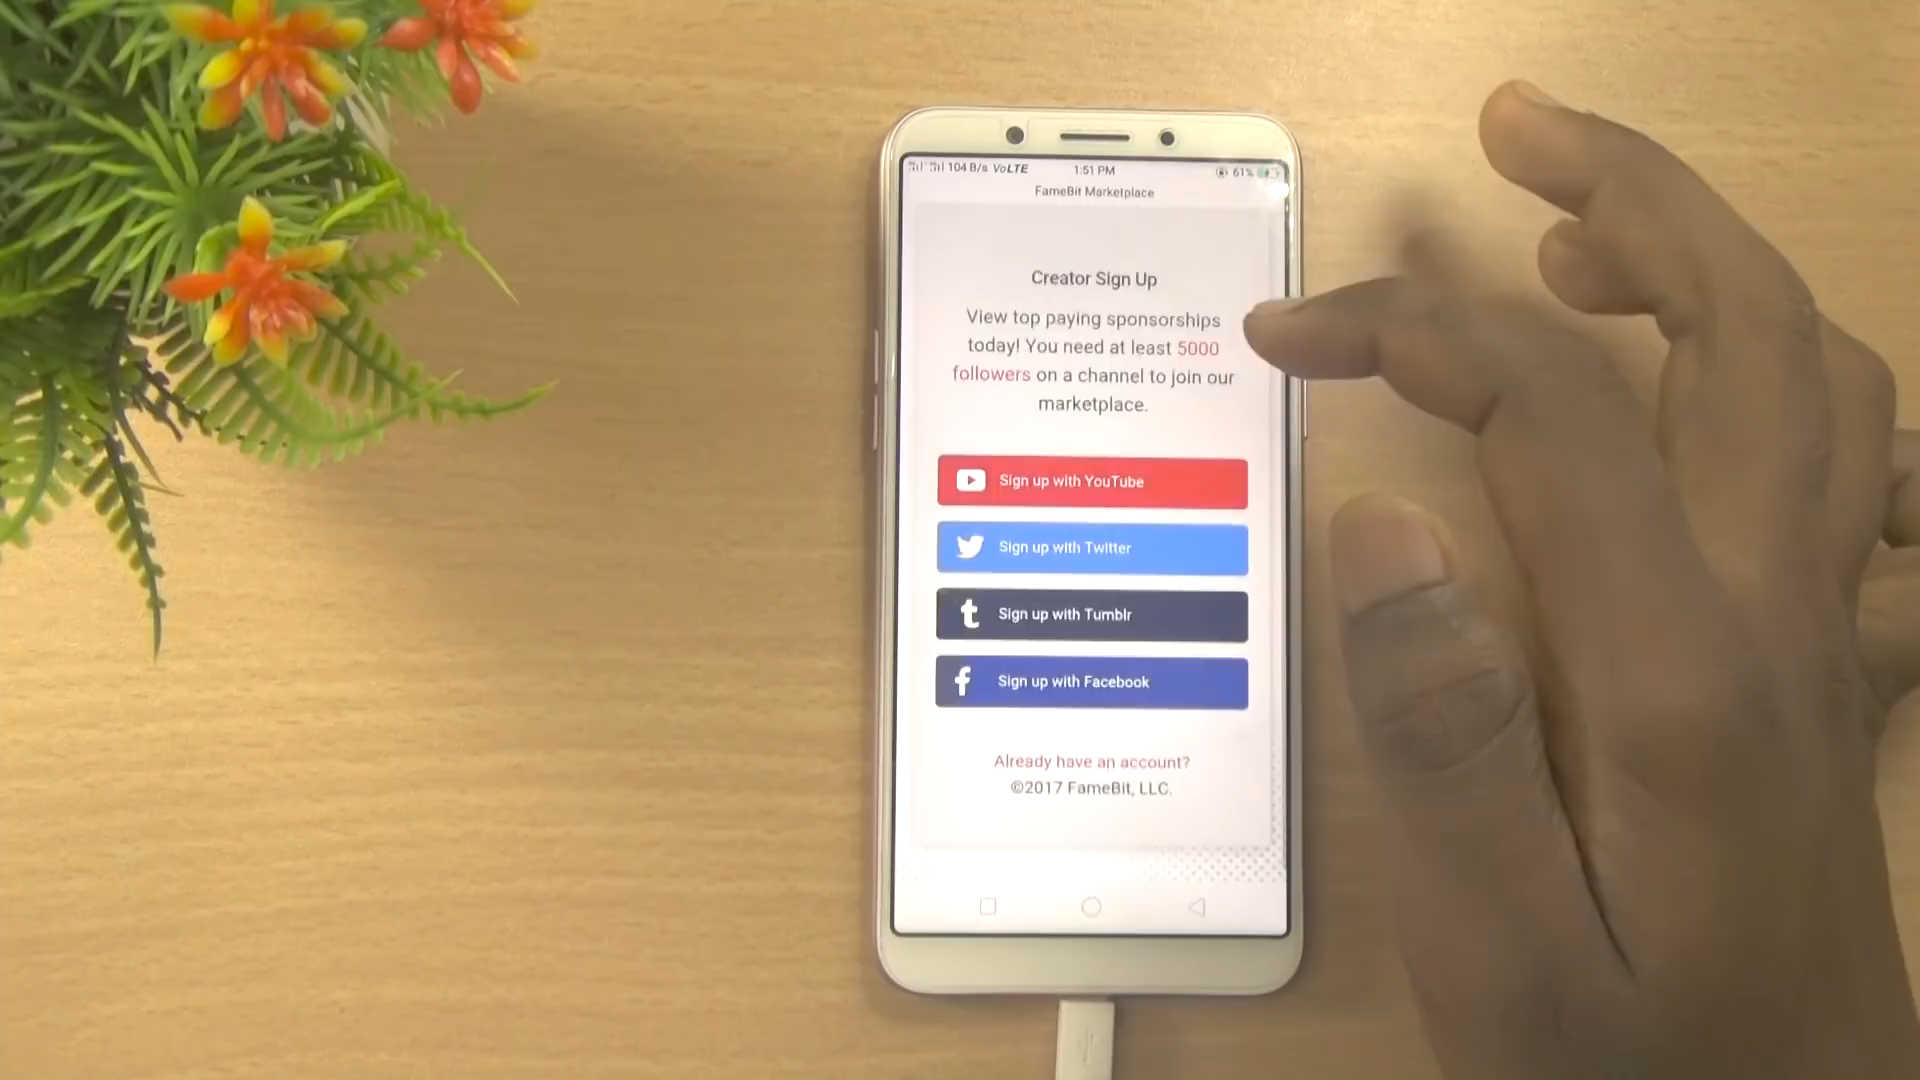 104 B/s VoLTE 1:51 PM 61%
FameBit Marketplace
Creator Sign Up
View top paying sponsorships
today! You need at least 5000
followers on a channel to join our
marketplace.
Sign up with YouTube
Sign up with Twitter
Sign up with Tumblr
Sign up with Facebook
Already have an account?
©2017 FameBit, LLC.